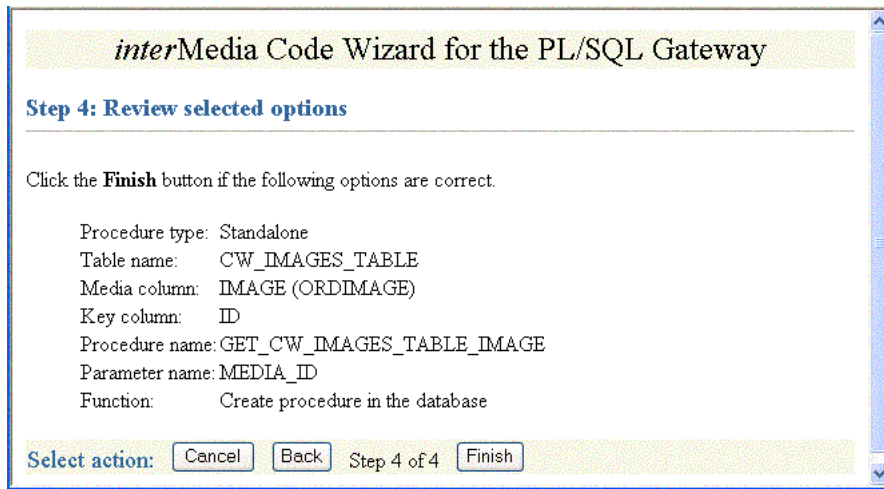 interMedia Code Wizard for the PL/SQL Gateway
Step 4: Review selected options
Click the Finish button if the following options are correct.
Procedure type: Standalone
Table name: CW_IMAGES_TABLE
Media column: IMAGE (ORDIMAGE)
Key column: ID
Procedure name: GET_CW_IMAGES_TABLE_IMAGE
Parameter name: MEDIA_ID
Function: Create procedure in the database
Select action: Cancel Back Step 4 of 4 Finish